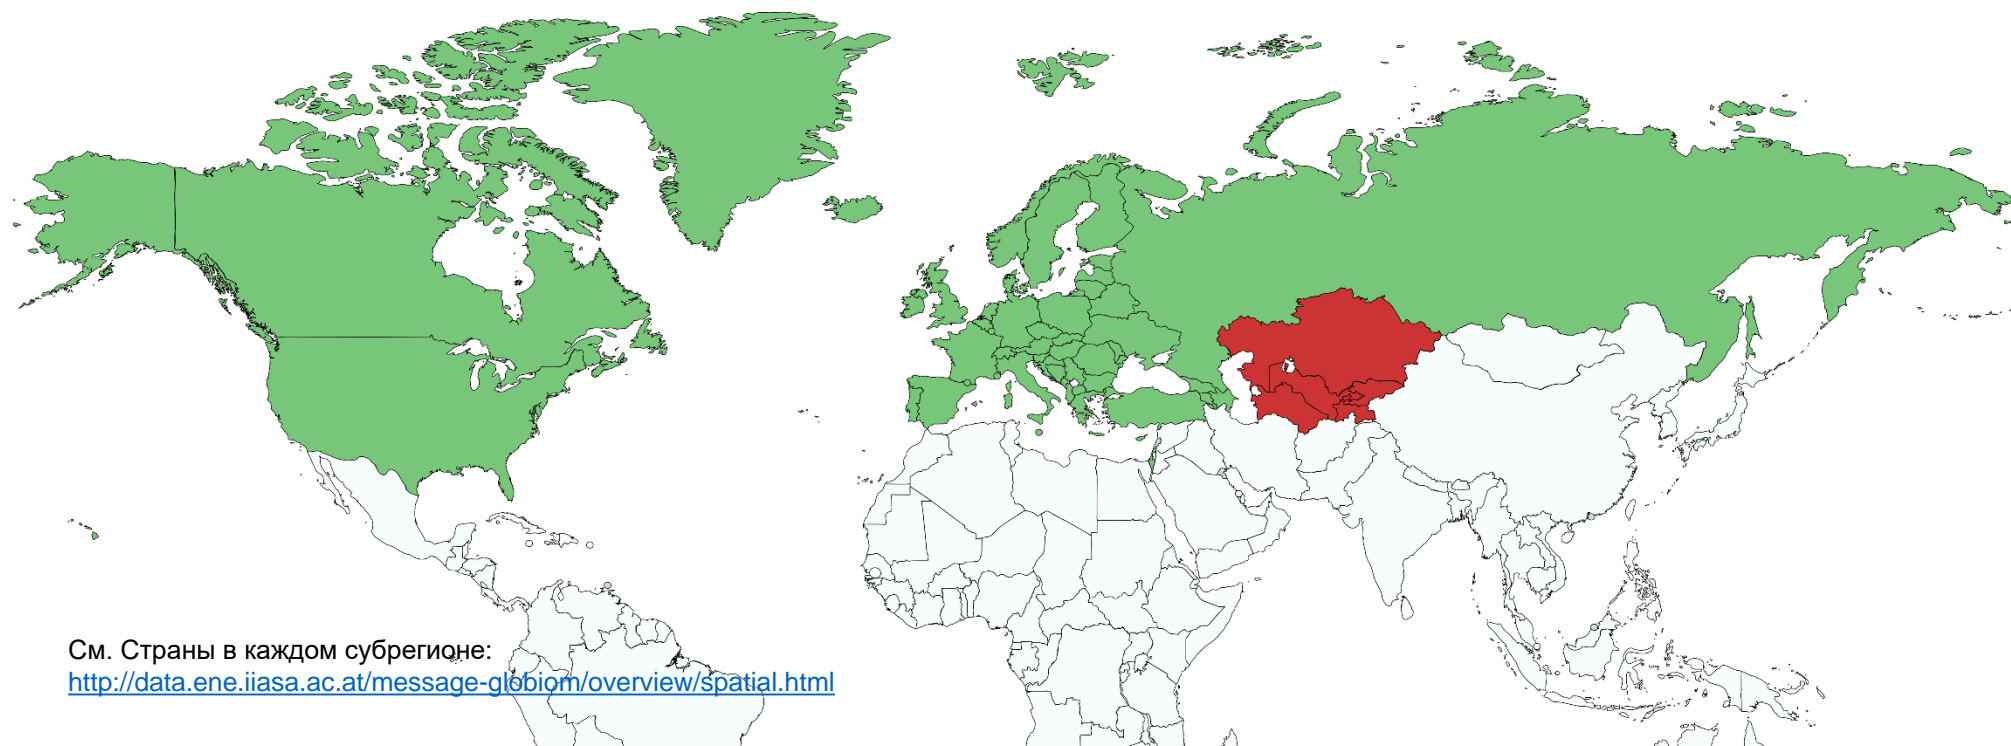 См. Страны в каждом субрегионе:
http://data.ene.iiasa.ac.at/message-globiom/overview/spatial.html